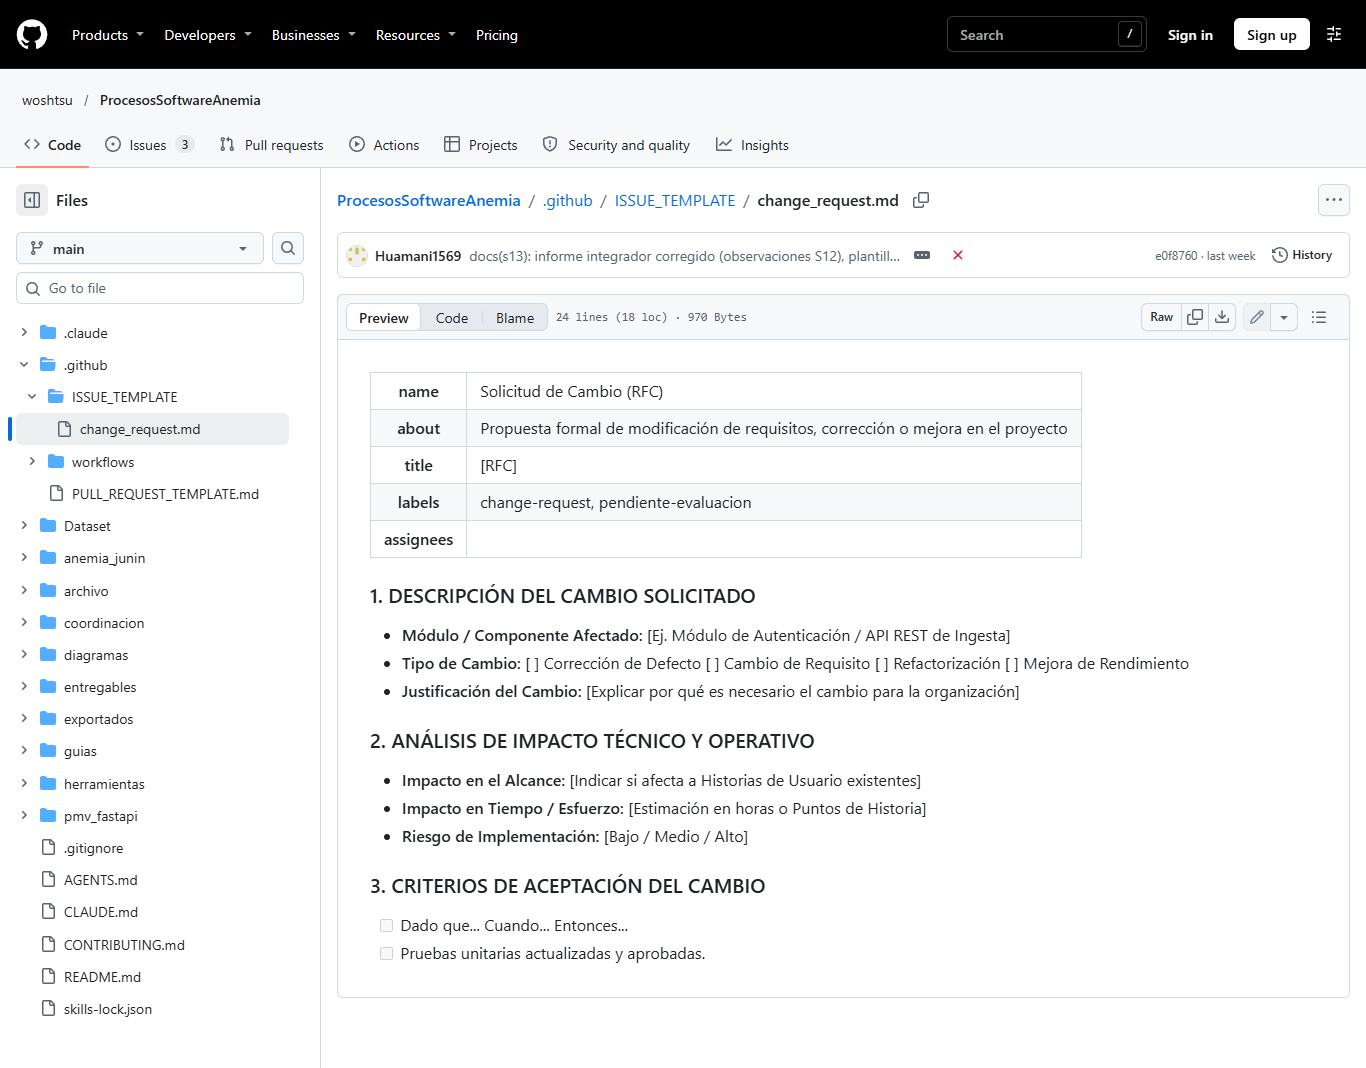 Products Developers Businesses Resources Pricing Search / Sign in Sign up
woshtsu / ProcesosSoftwareAnemia
Code Issues 3 Pull requests Actions Projects Security and quality Insights
Files
main
Go to file
.claude
.github
ISSUE_TEMPLATE
change_request.md
workflows
PULL_REQUEST_TEMPLATE.md
Dataset
anemia_junin
archivo
coordinacion
diagramas
entregables
exportados
guias
herramientas
pmv_fastapi
.gitignore
AGENTS.md
CLAUDE.md
CONTRIBUTING.md
README.md
skills-lock.json
ProcesosSoftwareAnemia / .github / ISSUE_TEMPLATE / change_request.md
Huamani1569 docs(s13): informe integrador corregido (observaciones S12), plantill... e0f8760 · last week History
Preview Code Blame 24 lines (18 loc) · 970 Bytes Raw
name Solicitud de Cambio (RFC)
about Propuesta formal de modificación de requisitos, corrección o mejora en el proyecto
title [RFC]
labels change-request, pendiente-evaluacion
assignees
1. DESCRIPCIÓN DEL CAMBIO SOLICITADO
• Módulo / Componente Afectado: [Ej. Módulo de Autenticación / API REST de Ingesta]
• Tipo de Cambio: [ ] Corrección de Defecto [ ] Cambio de Requisito [ ] Refactorización [ ] Mejora de Rendimiento
• Justificación del Cambio: [Explicar por qué es necesario el cambio para la organización]
2. ANÁLISIS DE IMPACTO TÉCNICO Y OPERATIVO
• Impacto en el Alcance: [Indicar si afecta a Historias de Usuario existentes]
• Impacto en Tiempo / Esfuerzo: [Estimación en horas o Puntos de Historia]
• Riesgo de Implementación: [Bajo / Medio / Alto]
3. CRITERIOS DE ACEPTACIÓN DEL CAMBIO
Dado que... Cuando... Entonces...
Pruebas unitarias actualizadas y aprobadas.